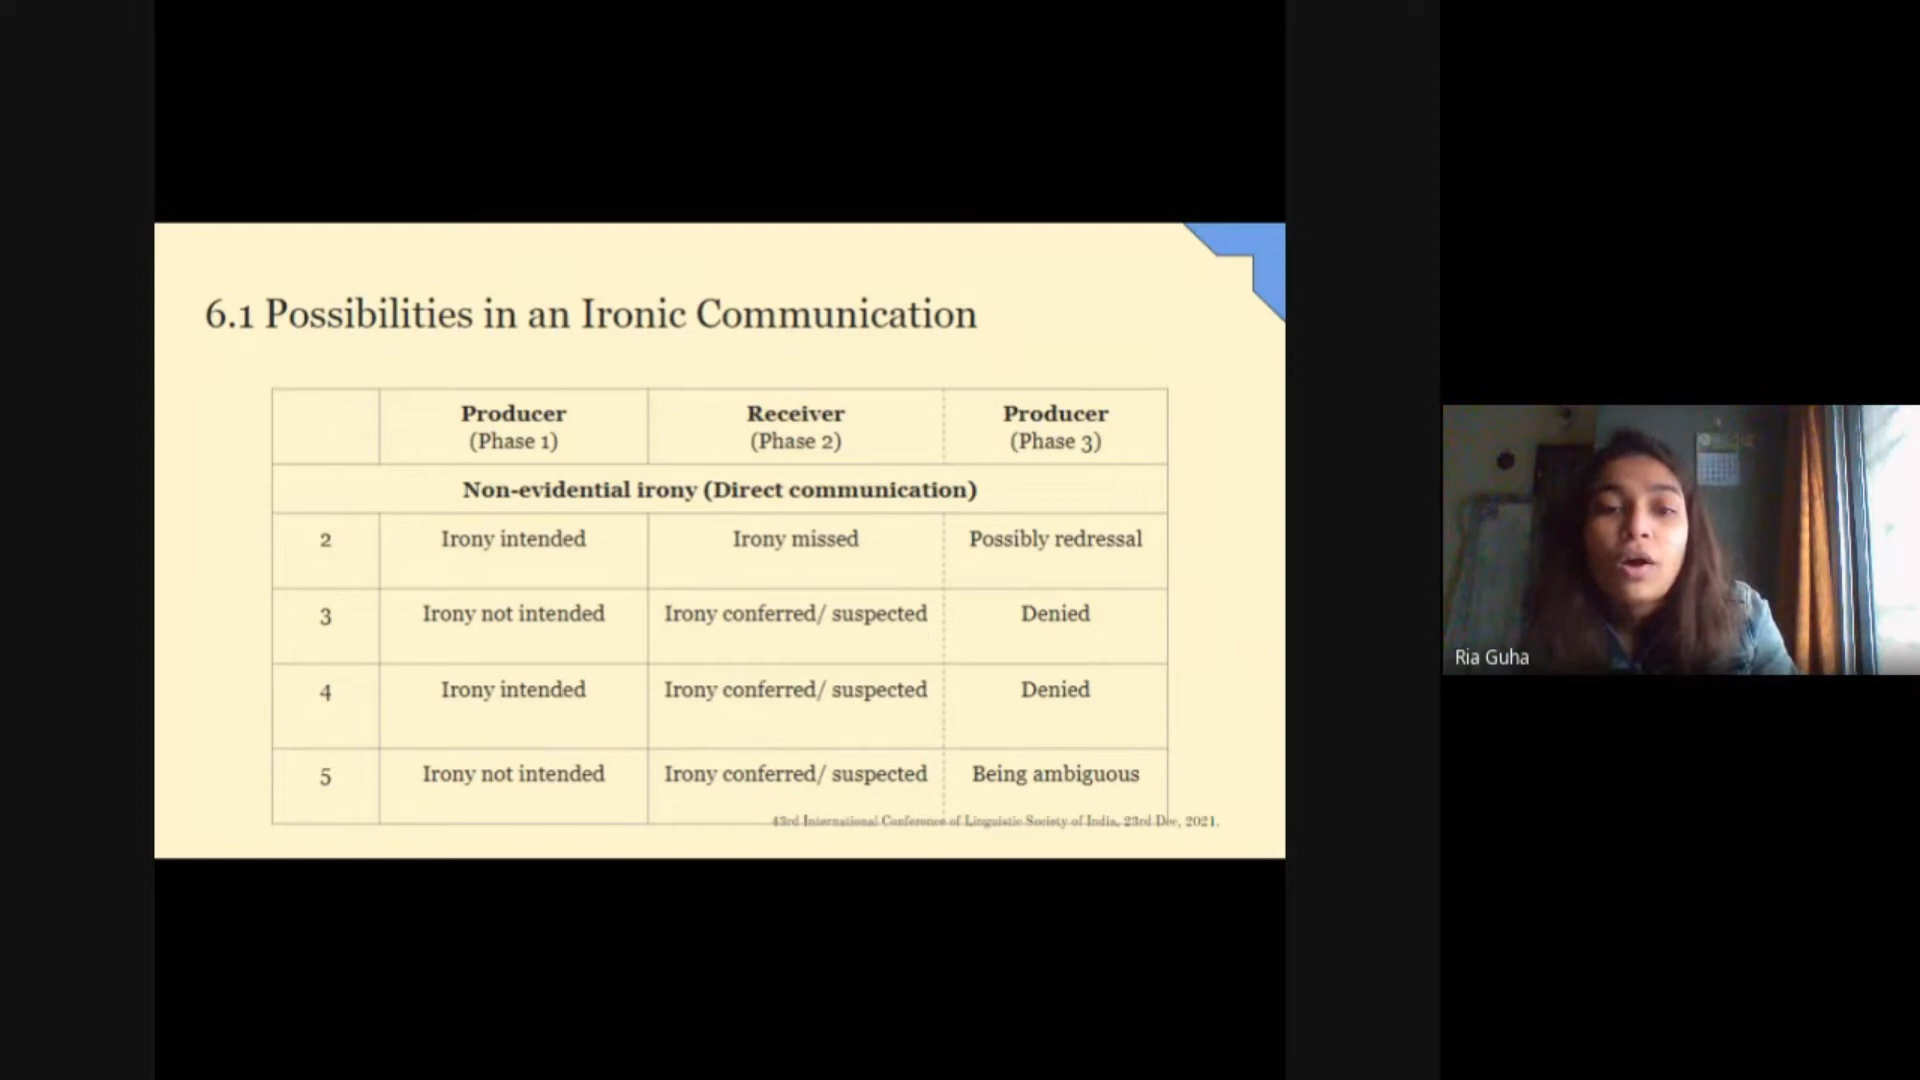 6.1 Possibilities in an Ironic Communication
Producer Receiver Producer
(Phase 1) (Phase 2) (Phase 3)
Non-evidential irony (Direct communication)
2 Irony intended Irony missed Possibly redressal
3 Irony not intended Irony conferred/ suspected Denied
4 Irony intended Irony conferred/ suspected Denied
5 Irony not intended Irony conferred/ suspected Being ambiguous
43rd International Conference of Linguistic Society of India, 23rd Dec, 2021.
Ria Guha